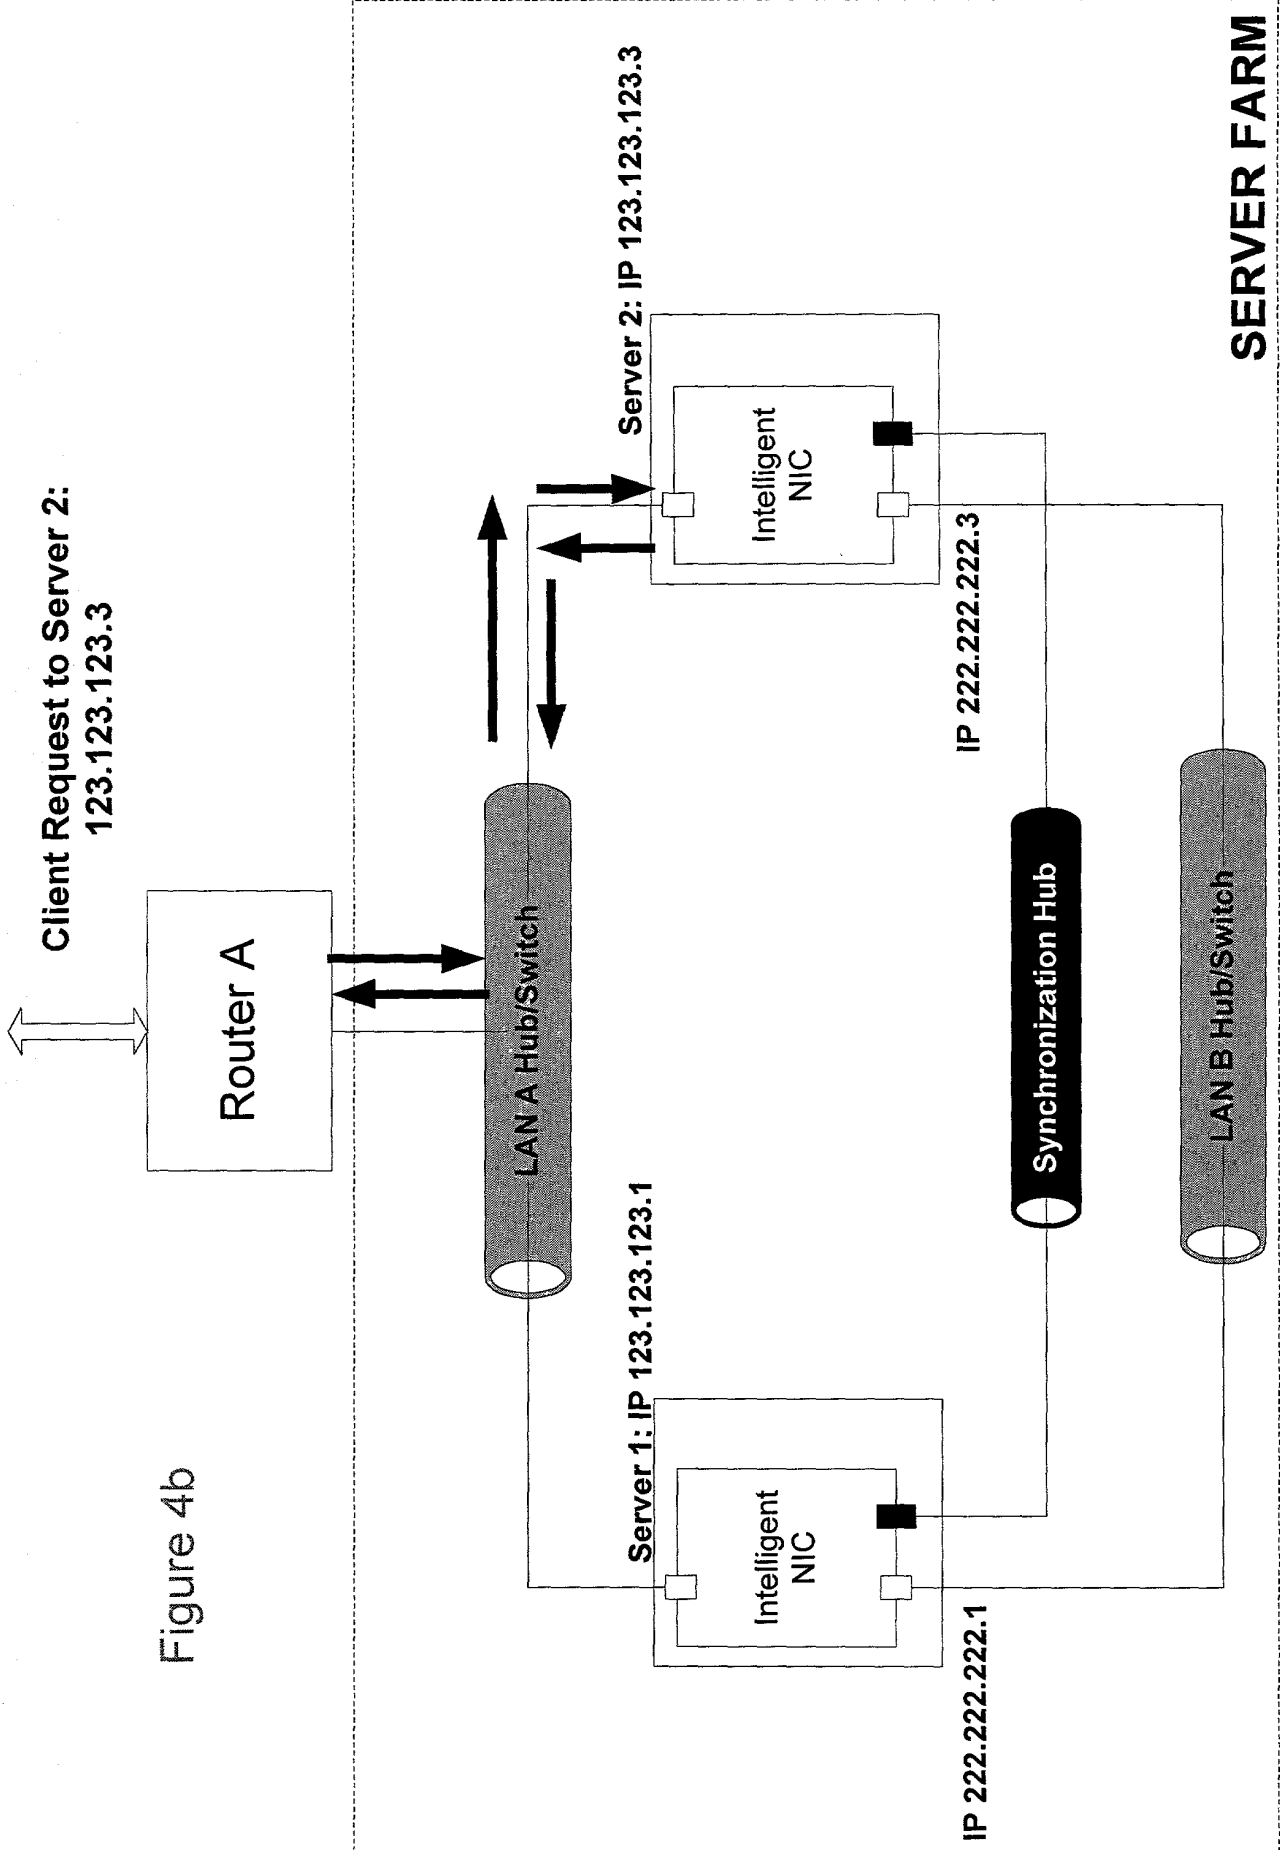 Figure 4b
Client Request to Server 2:
123.123.123.3
Router A
LAN A Hub/Switch
Server 1: IP 123.123.123.1
Server 2: IP 123.123.123.3
Intelligent
NIC
Intelligent
NIC
IP 222.222.222.1
IP 222.222.222.3
Synchronization Hub
LAN B Hub/Switch
SERVER FARM